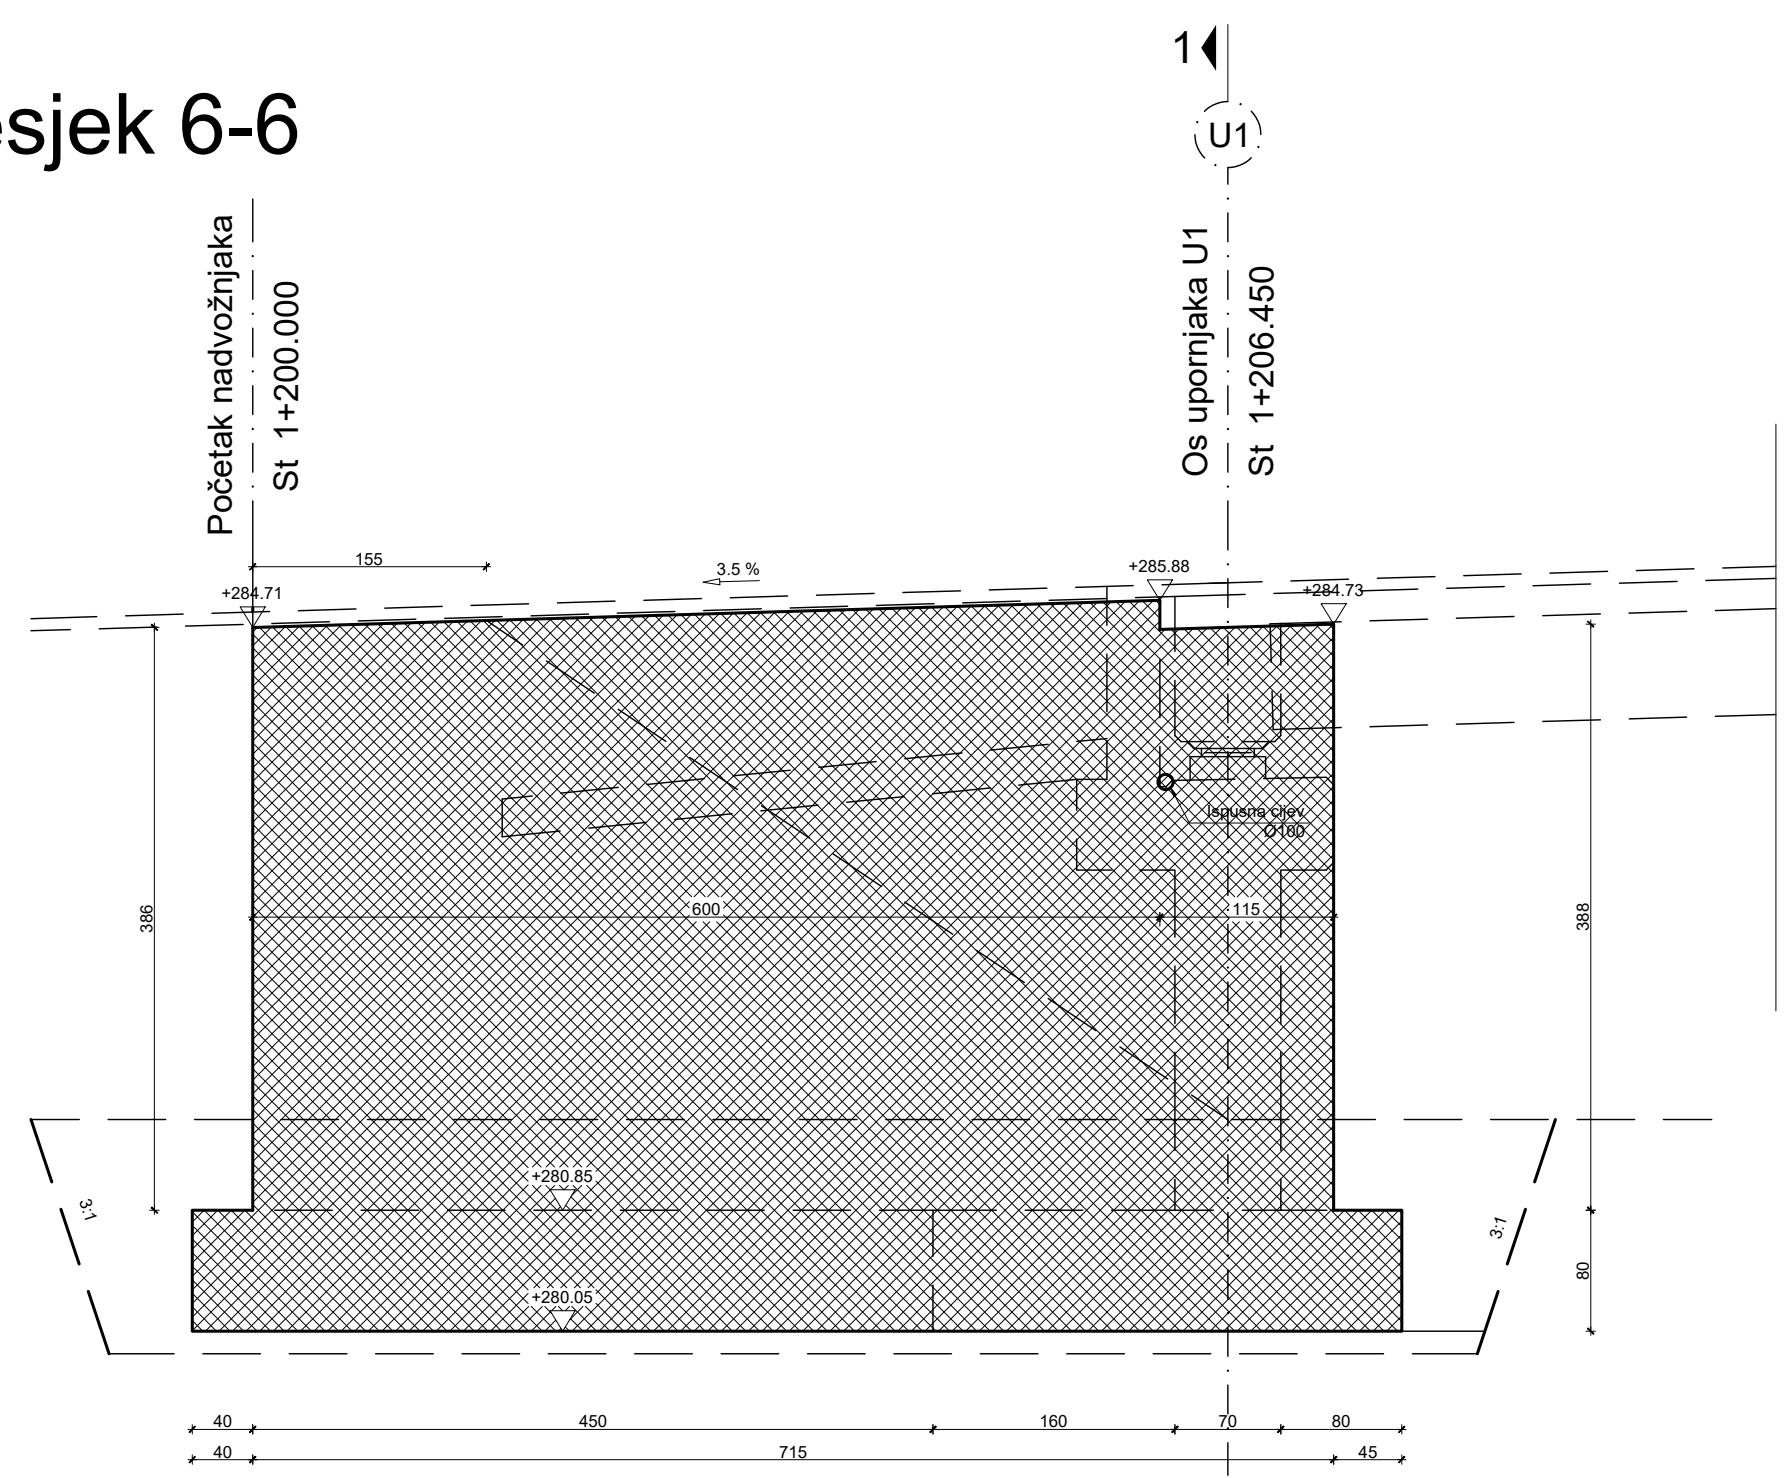 1
esjek 6-6
U1
Početak nadvožnjaka
St 1+200.000
Os upornjaka U1
St 1+206.450
155
3.5 %
+285.88
+284.71
+284.73
Ispusna cijev
Ø100
386
600
115
388
+280.85
3:1
3:1
80
+280.05
40
450
160
70
80
40
715
45